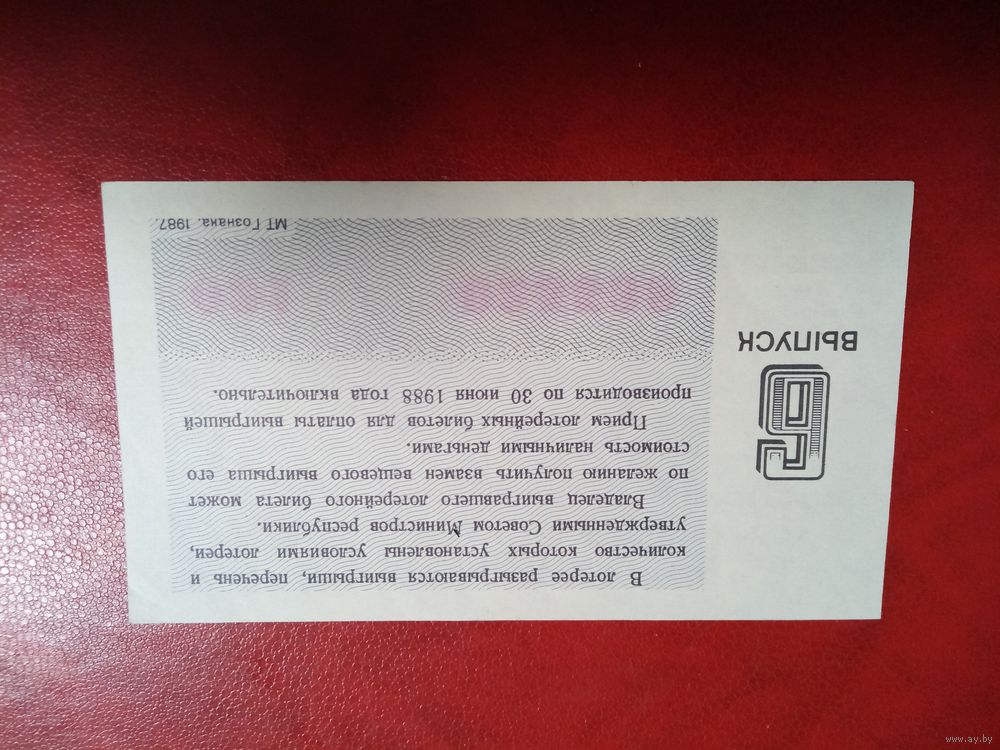 6
ВЫПУСК
В лотерее разыгрываются выигрыши, перечень и
количество которых установлены условиями лотереи,
утвержденными Советом Министров республики.
Владелец выигравшего лотерейного билета может
по желанию получить взамен вещевого выигрыша его
стоимость наличными деньгами.
Прием лотерейных билетов для оплаты выигрышей
производится по 30 июня 1988 года включительно.
МТ Гознака. 1987.
www.ay.by